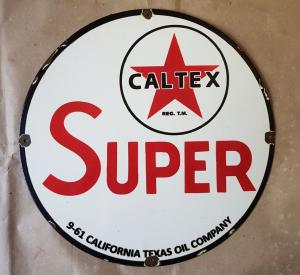 CALTEX
REG. T.M.
SUPER
9-61 CALIFORNIA TEXAS OIL COMPANY